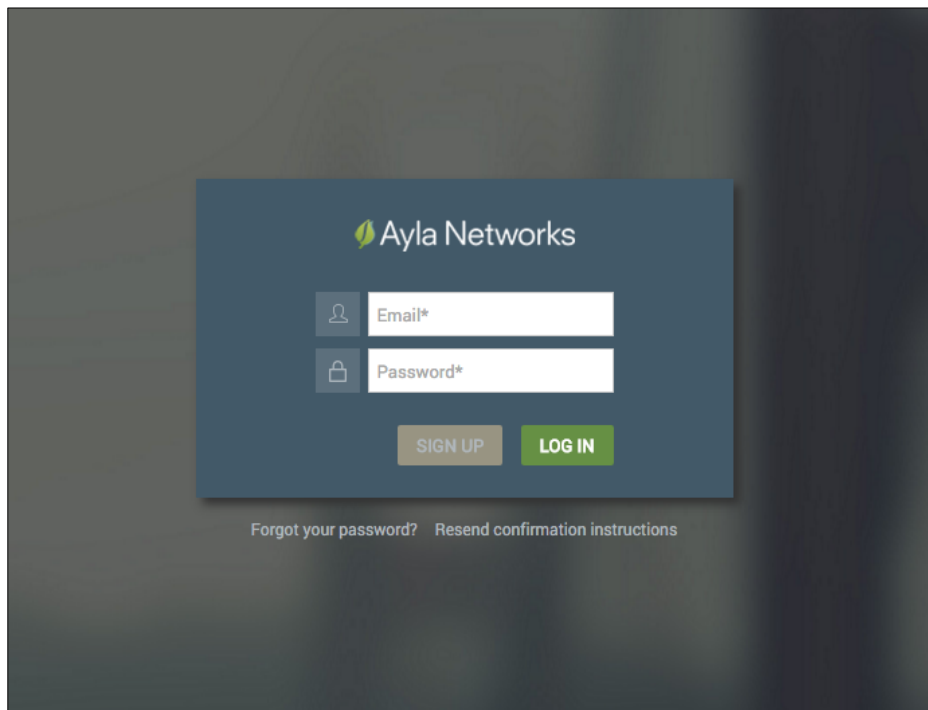 Ayla Networks
Email*
Password*
SIGN UP LOG IN
Forgot your password? Resend confirmation instructions